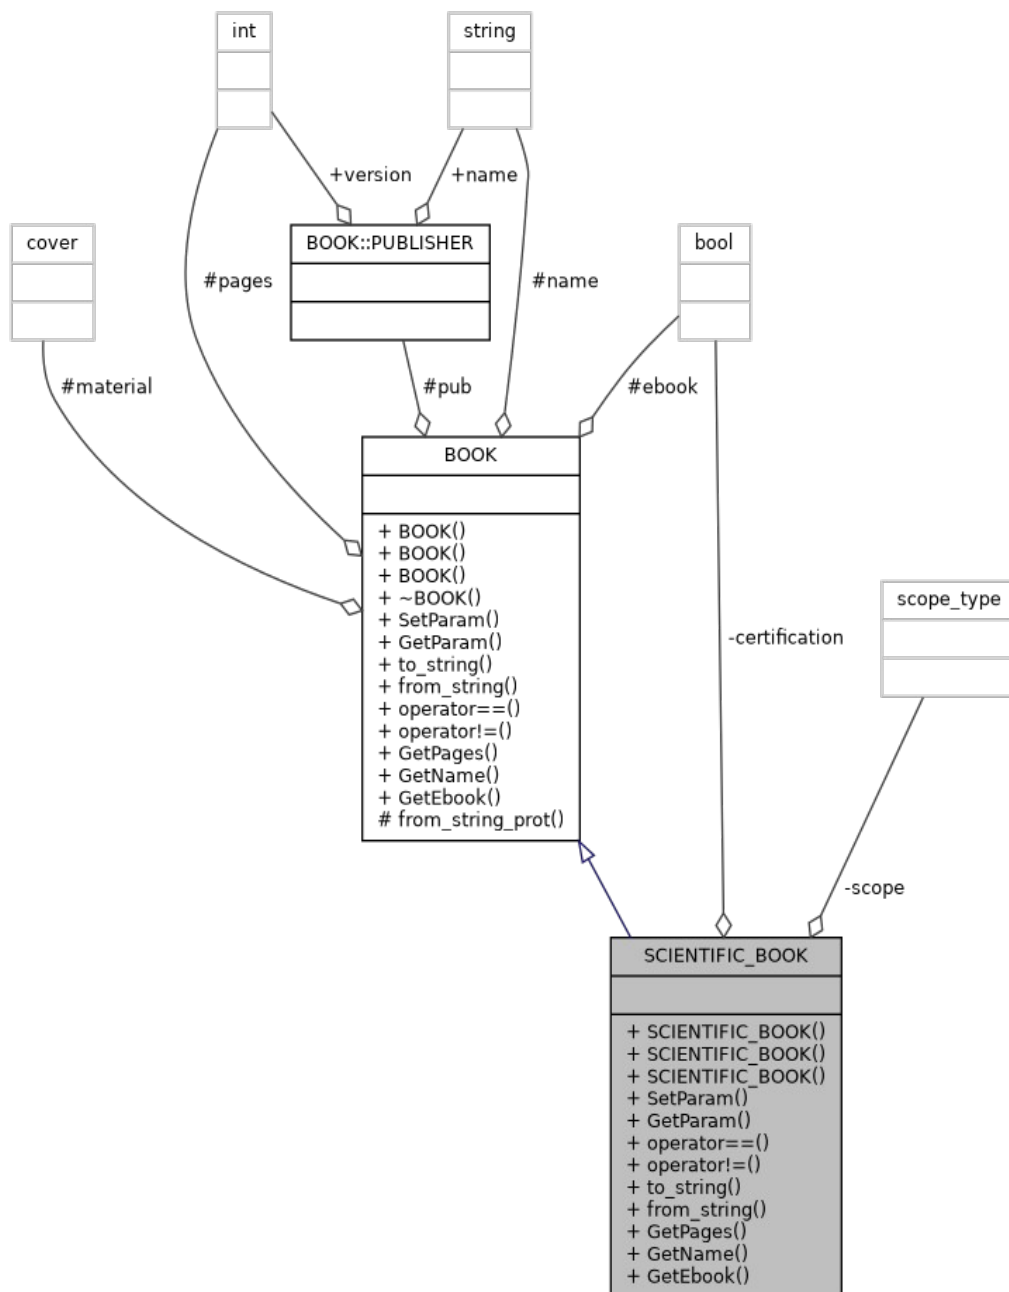 int
string
+version
+name
cover
BOOK::PUBLISHER
bool
#pages
#name
#material
#pub
#ebook
BOOK
+ BOOK()
+ BOOK()
+ BOOK()
+ ~BOOK()
+ SetParam()
+ GetParam()
+ to_string()
+ from_string()
+ operator==()
+ operator!=()
+ GetPages()
+ GetName()
+ GetEbook()
# from_string_prot()
scope_type
-certification
-scope
SCIENTIFIC_BOOK
+ SCIENTIFIC_BOOK()
+ SCIENTIFIC_BOOK()
+ SCIENTIFIC_BOOK()
+ SetParam()
+ GetParam()
+ operator==()
+ operator!=()
+ to_string()
+ from_string()
+ GetPages()
+ GetName()
+ GetEbook()